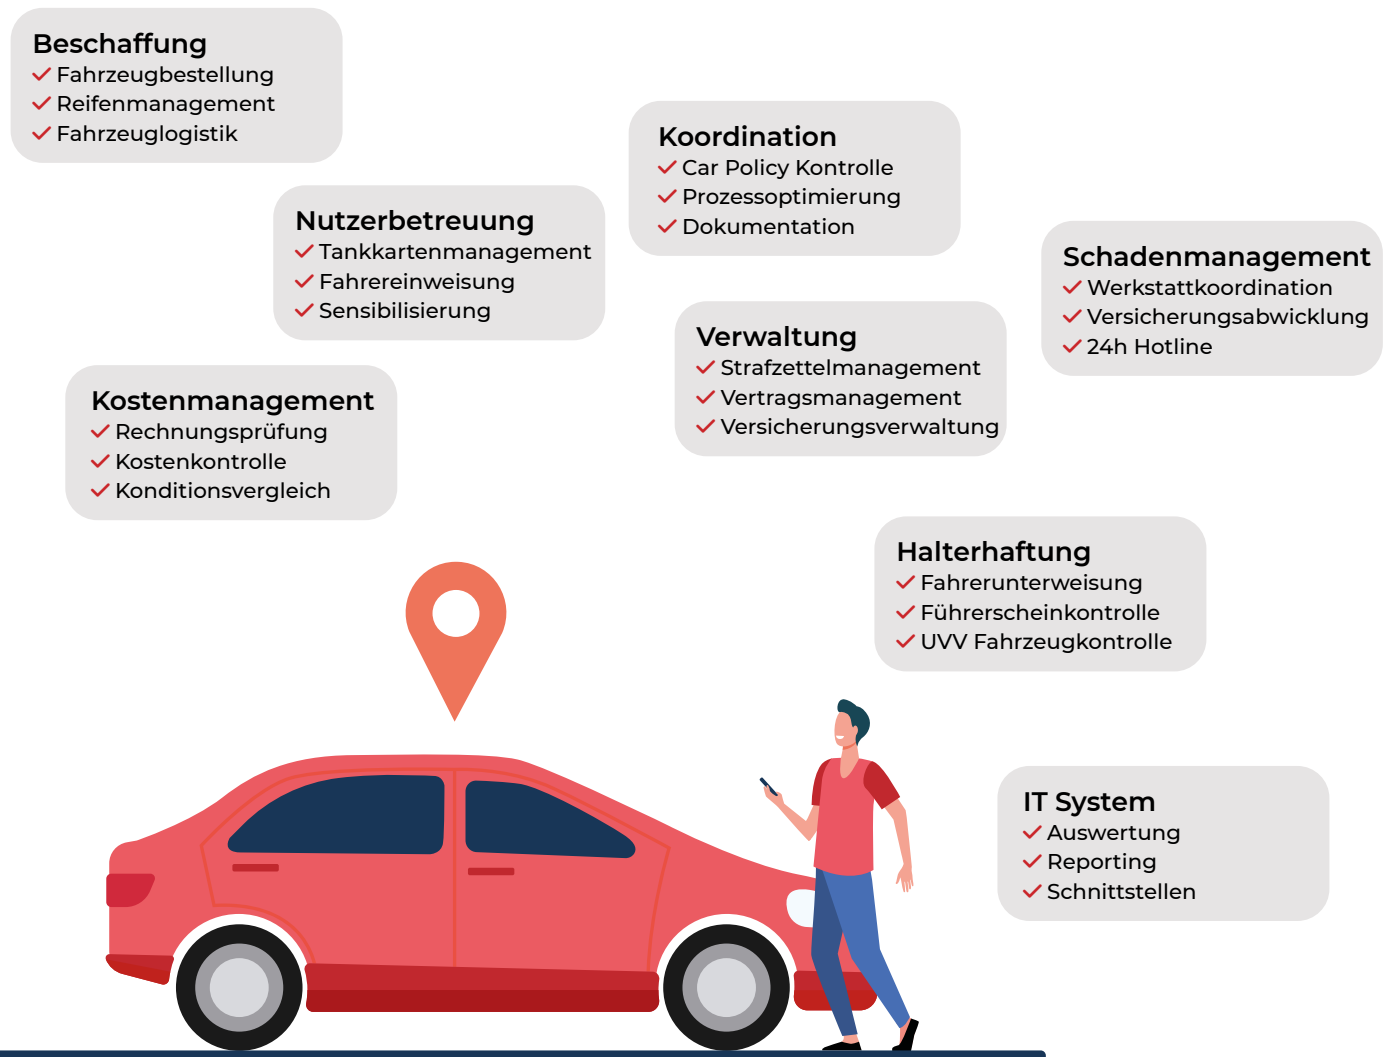 Beschaffung
Fahrzeugbestellung
Reifenmanagement
Fahrzeuglogistik
Koordination
Car Policy Kontrolle
Prozessoptimierung
Dokumentation
Nutzerbetreuung
Tankkartenmanagement
Fahrereinweisung
Sensibilisierung
Schadenmanagement
Werkstattkoordination
Versicherungsabwicklung
24h Hotline
Verwaltung
Strafzettelmanagement
Vertragsmanagement
Versicherungsverwaltung
Kostenmanagement
Rechnungsprüfung
Kostenkontrolle
Konditionsvergleich
Halterhaftung
Fahrerunterweisung
Führerscheinkontrolle
UVV Fahrzeugkontrolle
IT System
Auswertung
Reporting
Schnittstellen